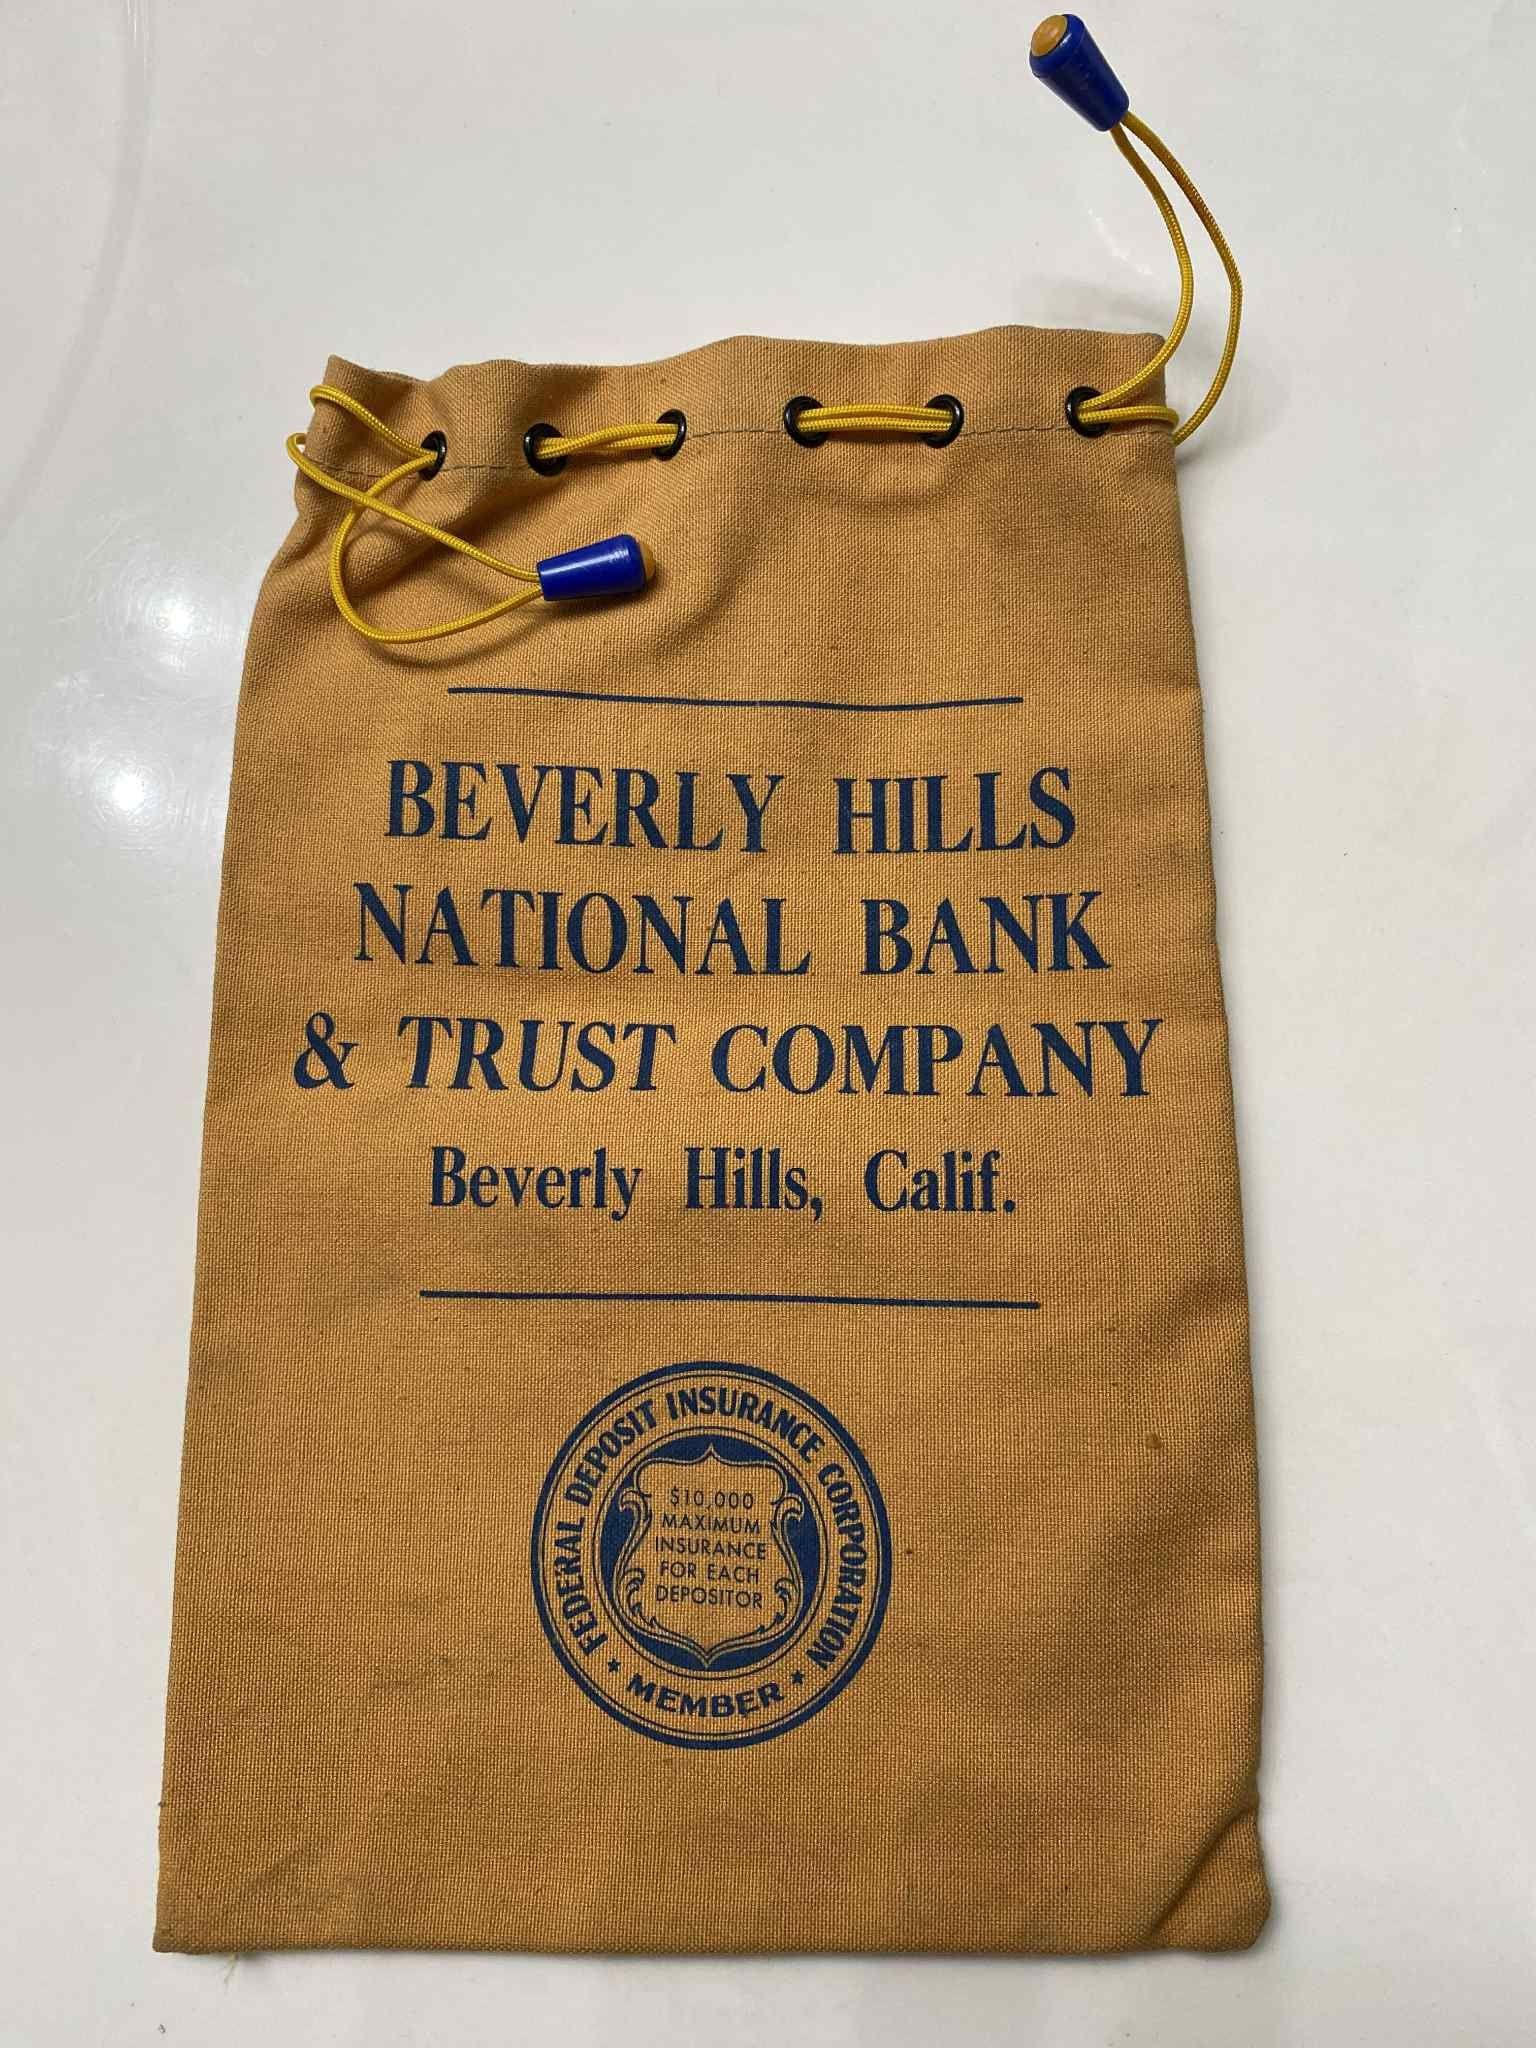 BEVERLY HILLS
NATIONAL BANK
& TRUST COMPANY
Beverly Hills, Calif.
FEDERAL DEPOSIT INSURANCE CORPORATION
$10,000
MAXIMUM
INSURANCE
FOR EACH
DEPOSITOR
★ MEMBER ★